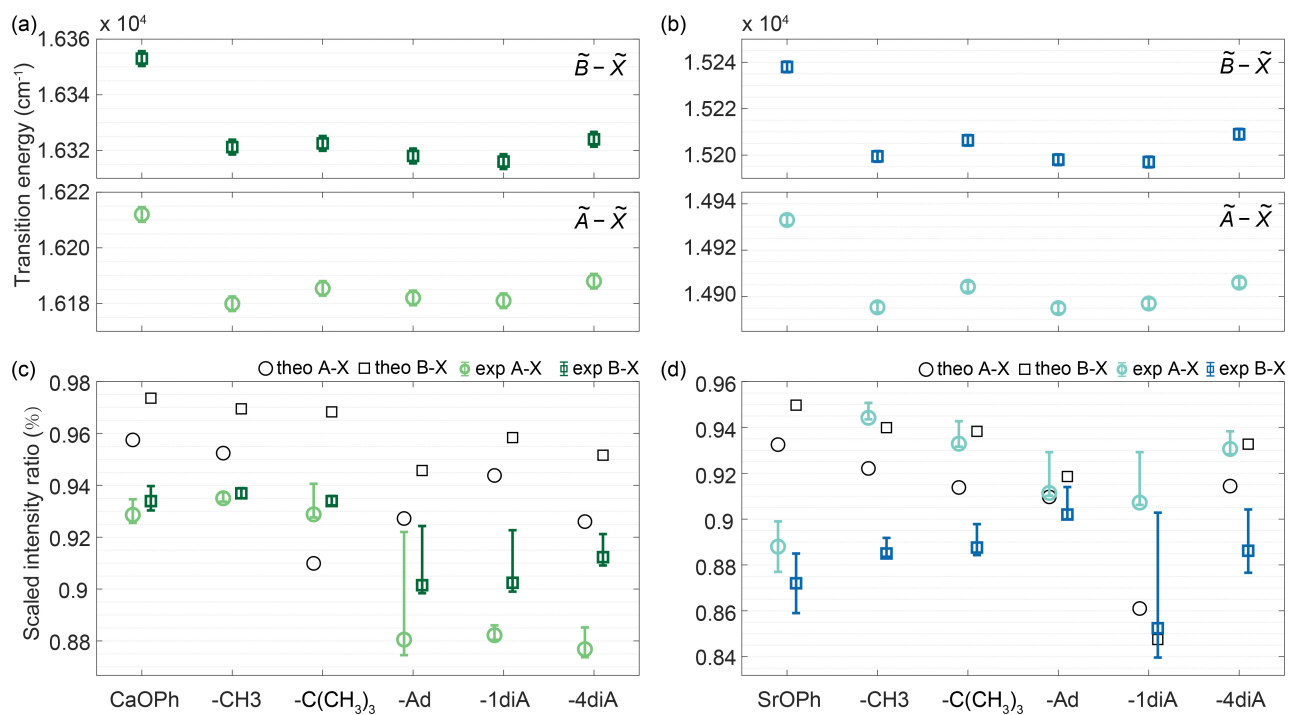 (a)
x 10⁴
Transition energy (cm⁻¹)
1.636
1.634
1.632
B̃ − X̃
1.622
1.620
1.618
Ã − X̃
(b)
x 10⁴
1.524
1.522
1.520
B̃ − X̃
1.494
1.492
1.490
Ã − X̃
(c)
theo A-X theo B-X exp A-X exp B-X
Scaled intensity ratio (%)
0.98
0.96
0.94
0.92
0.9
0.88
CaOPh -CH3 -C(CH₃)₃ -Ad -1diA -4diA
(d)
theo A-X theo B-X exp A-X exp B-X
0.96
0.94
0.92
0.9
0.88
0.86
0.84
SrOPh -CH3 -C(CH₃)₃ -Ad -1diA -4diA